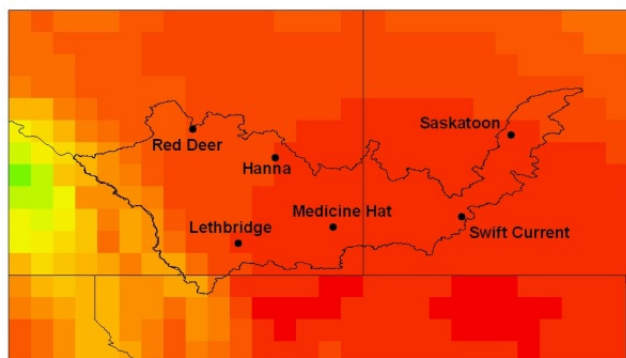 Saskatoon
Red Deer
Hanna
Medicine Hat
Lethbridge
Swift Current